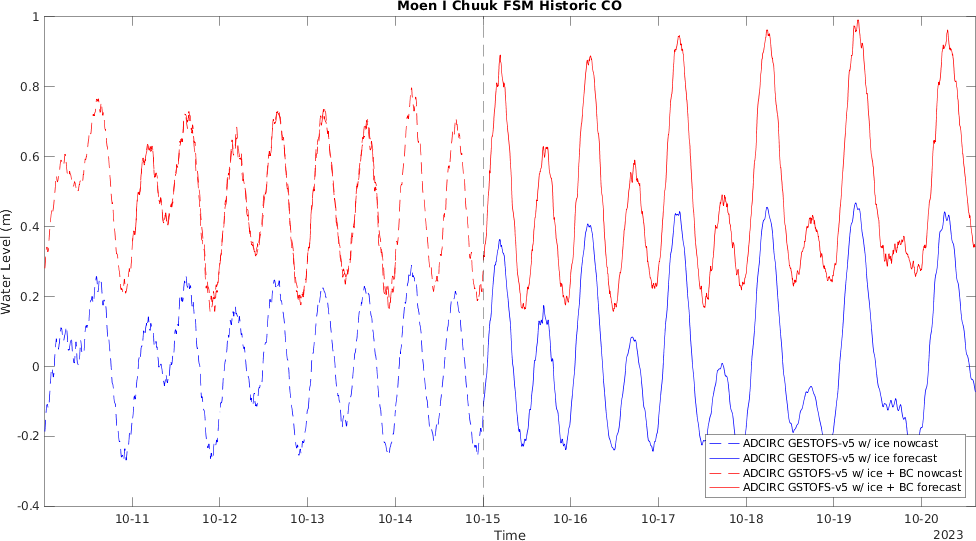 Moen I Chuuk FSM Historic CO
1
0.8
0.6
0.4
0.2
0
-0.2
-0.4
Water Level (m)
10-11 10-12 10-13 10-14 10-15 10-16 10-17 10-18 10-19 10-20
Time
2023
ADCIRC GESTOFS-v5 w/ ice nowcast
ADCIRC GESTOFS-v5 w/ ice forecast
ADCIRC GSTOFS-v5 w/ ice + BC nowcast
ADCIRC GSTOFS-v5 w/ ice + BC forecast